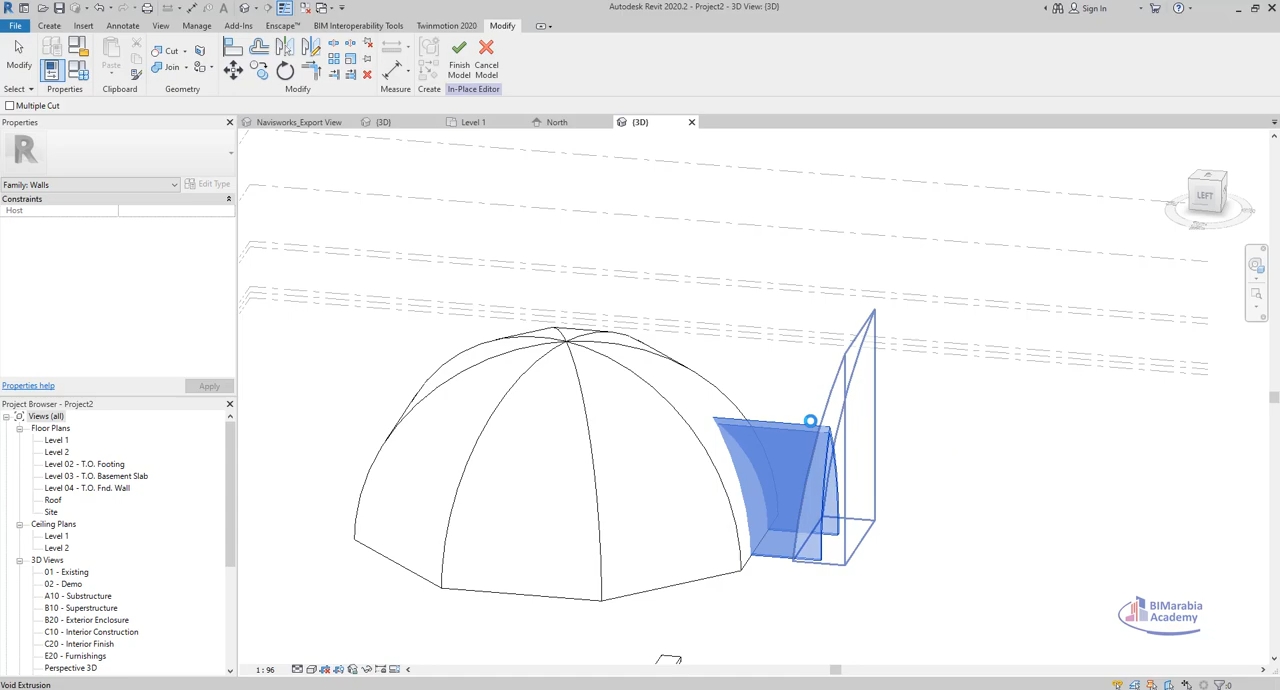 Autodesk Revit 2020.2 - Project2 - 3D View: {3D}
Sign In
File
Create
Insert
Annotate
View
Manage
Add-Ins
Enscape™
BIM Interoperability Tools
Twinmotion 2020
Modify
Modify
Paste
Cut
Join
Finish
Model
Cancel
Model
Select
Properties
Clipboard
Geometry
Modify
Measure
Create
In-Place Editor
Multiple Cut
Properties
Navisworks_Export View
{3D}
Level 1
North
{3D}
R
Family: Walls
Edit Type
Constraints
Host
LEFT
Properties help
Apply
Project Browser - Project2
Views (all)
Floor Plans
Level 1
Level 2
Level 02 - T.O. Footing
Level 03 - T.O. Basement Slab
Level 04 - T.O. Fnd. Wall
Roof
Site
Ceiling Plans
Level 1
Level 2
3D Views
01 - Existing
02 - Demo
A10 - Substructure
B10 - Superstructure
B20 - Exterior Enclosure
C10 - Interior Construction
C20 - Interior Finish
E20 - Furnishings
Perspective 3D
BIMarabia
Academy
1 : 96
Void Extrusion
:0